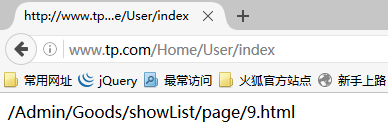 http://www.tp...e/User/index ×
www.tp.com/Home/User/index
常用网址 jQuery 最常访问 火狐官方站点 新手上路
/Admin/Goods/showList/page/9.html